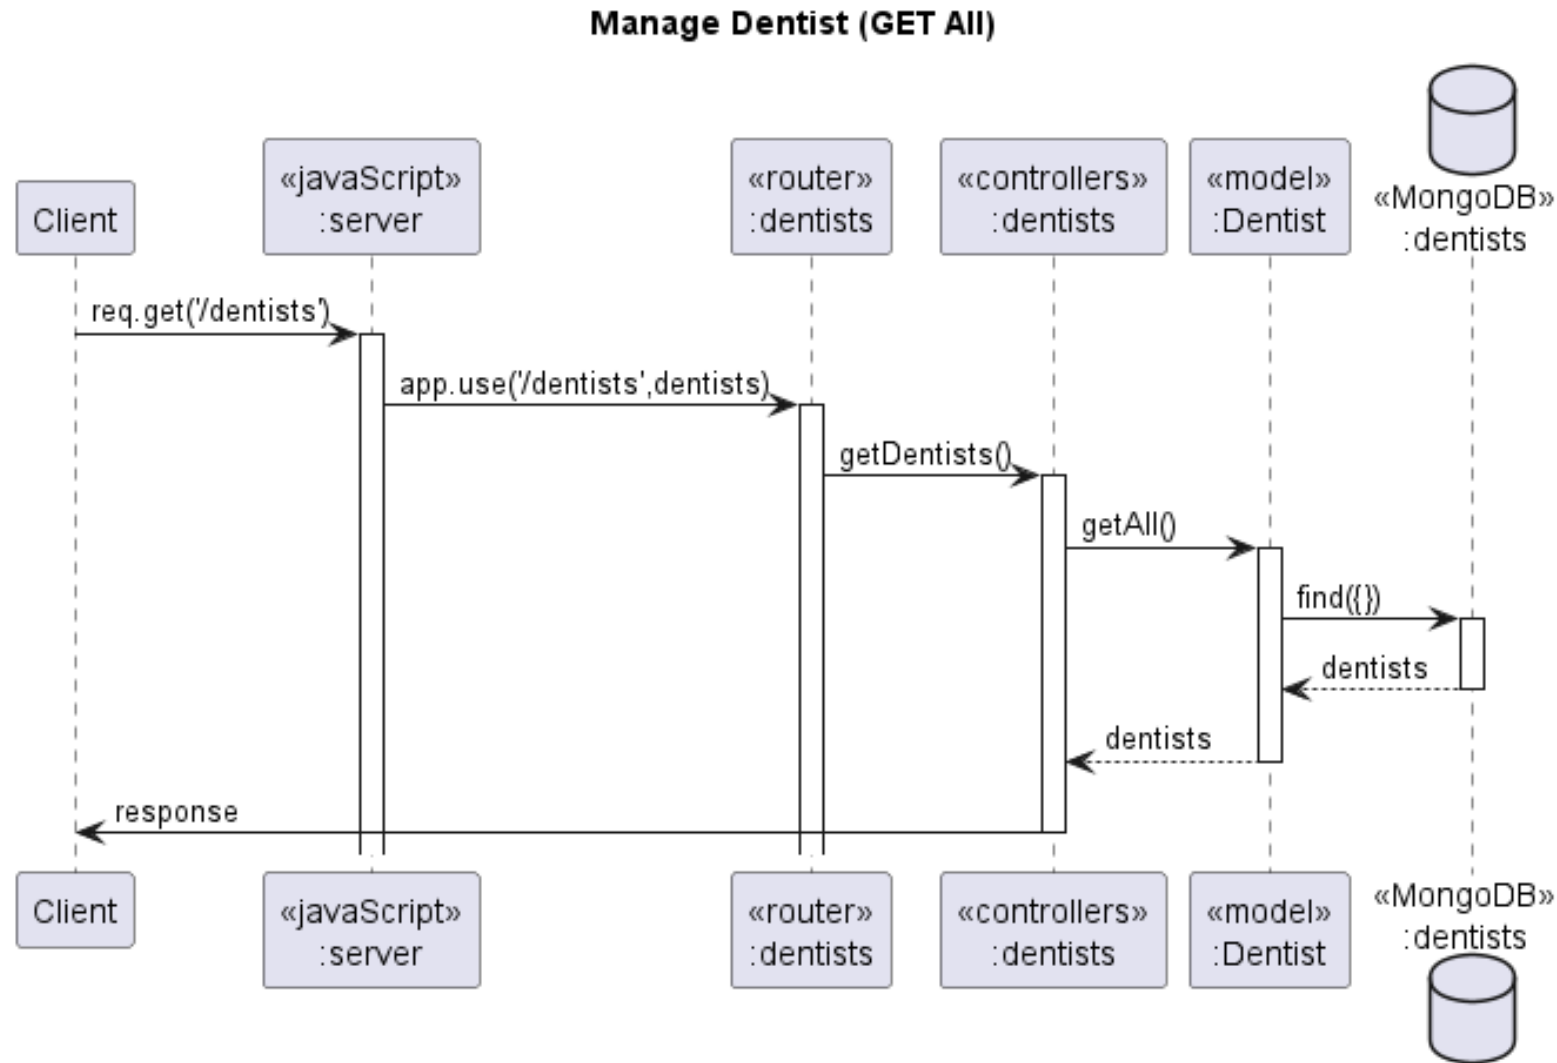 Manage Dentist (GET All)
Client
«javaScript»
:server
«router»
:dentists
«controllers»
:dentists
«model»
:Dentist
«MongoDB»
:dentists
req.get('/dentists')
app.use('/dentists',dentists)
getDentists()
getAll()
find({})
dentists
dentists
response
Client
«javaScript»
:server
«router»
:dentists
«controllers»
:dentists
«model»
:Dentist
«MongoDB»
:dentists